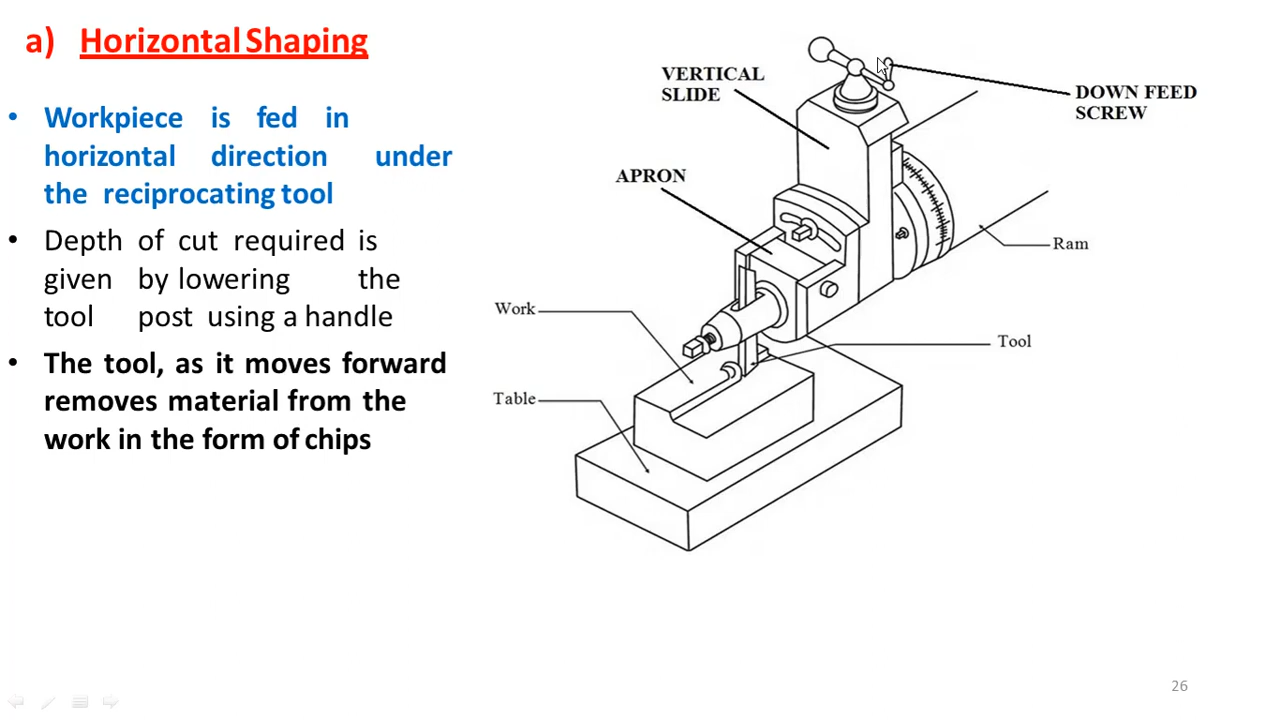 a) Horizontal Shaping
• Workpiece is fed in
horizontal direction under
the reciprocating tool
• Depth of cut required is
given by lowering the
tool post using a handle
• The tool, as it moves forward
removes material from the
work in the form of chips
VERTICAL
SLIDE
DOWN FEED
SCREW
APRON
Ram
Work
Tool
Table
26